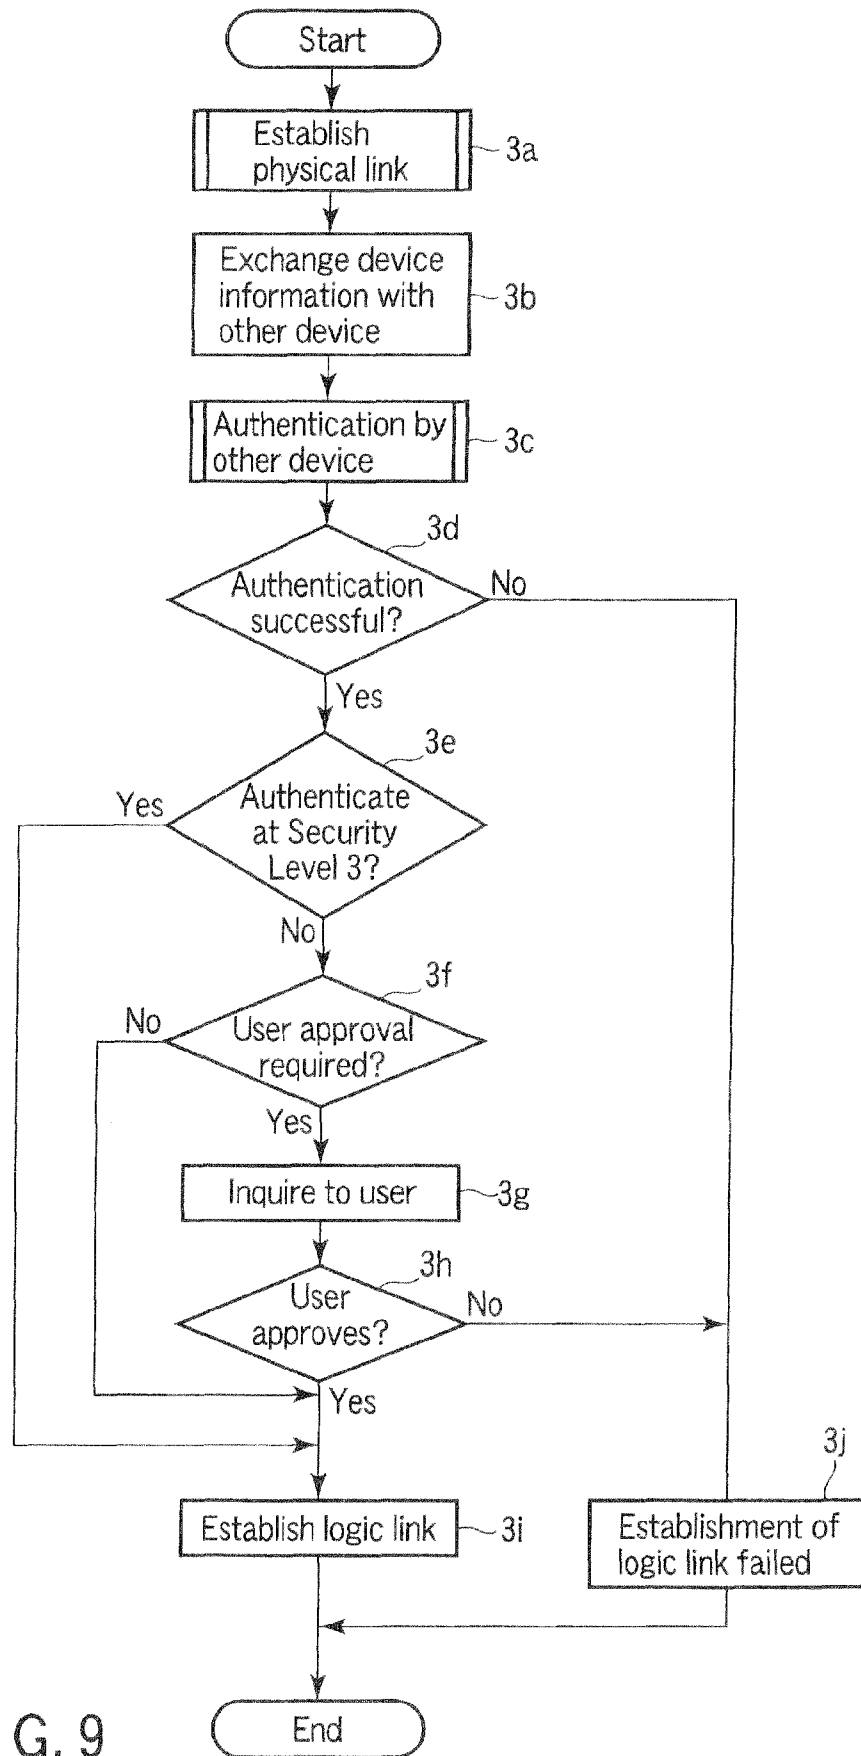 Start
Establish
physical link
3a
Exchange device
information with
other device
3b
Authentication by
other device
3c
3d
Authentication
successful?
No
Yes
3e
Yes
Authenticate
at Security
Level 3?
No
3f
No
User approval
required?
Yes
Inquire to user
3g
3h
User
approves?
No
Yes
3j
Establish logic link
3i
Establishment of
logic link failed
End
G. 9